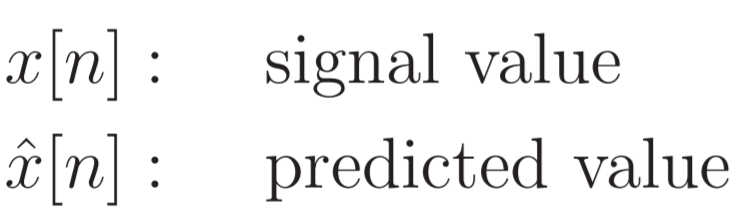 x[n] : signal value
x̂[n] : predicted value